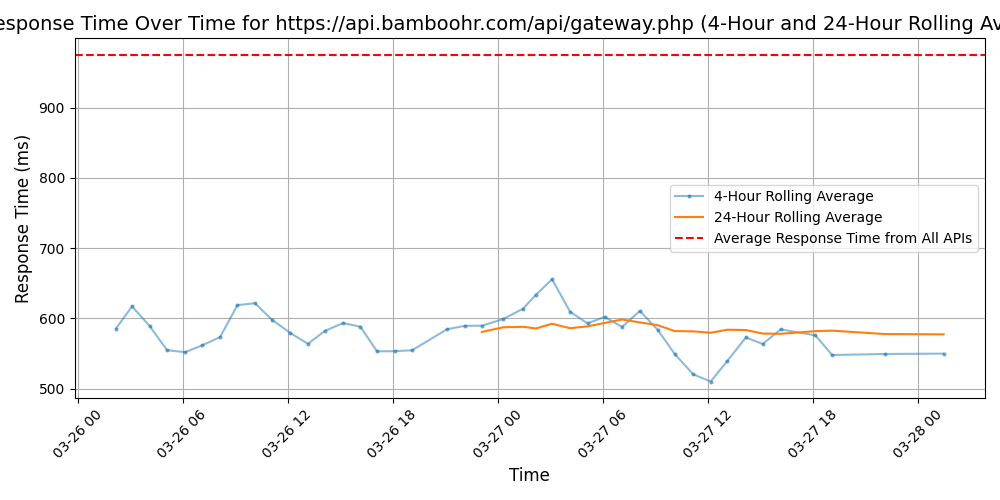 esponse Time Over Time for https://api.bamboohr.com/api/gateway.php (4-Hour and 24-Hour Rolling Av
Response Time (ms)
900
800
700
600
500
4-Hour Rolling Average
24-Hour Rolling Average
Average Response Time from All APIs
03-26 00
03-26 06
03-26 12
03-26 18
03-27 00
03-27 06
03-27 12
03-27 18
03-28 00
Time